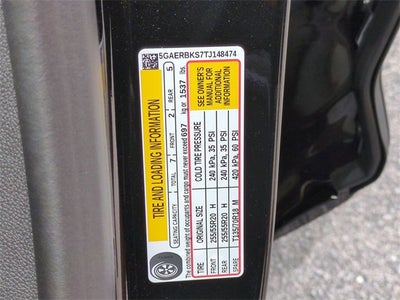 5GAERBKS7TJ148474
TIRE AND LOADING INFORMATION
SEATING CAPACITY TOTAL 7 FRONT 2 REAR 5
The combined weight of occupants and cargo must never exceed 697 kg or 1537 lbs.
TIRE ORIGINAL SIZE COLD TIRE PRESSURE
FRONT 255/55R20 H 240 kPa, 35 PSI
REAR 255/55R20 H 240 kPa, 35 PSI
SPARE T135/70R18 M 420 kPa, 60 PSI
SEE OWNER'S
MANUAL FOR
ADDITIONAL
INFORMATION